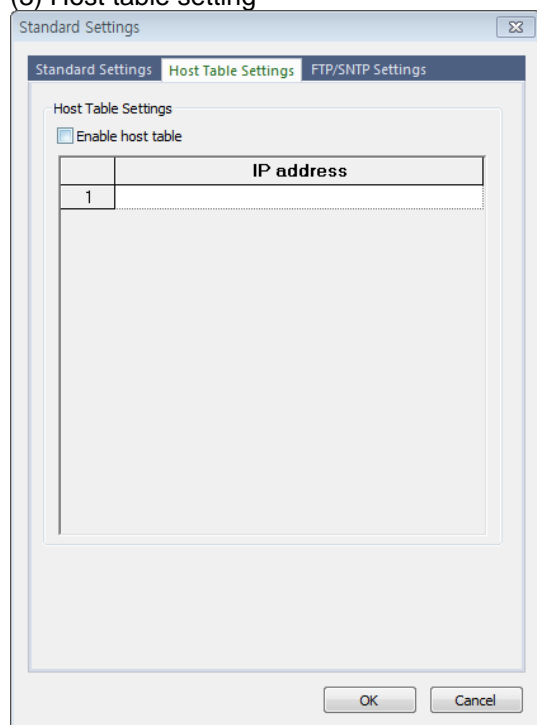 (3) Host table setting
Standard Settings
Standard Settings Host Table Settings FTP/SNTP Settings
Host Table Settings
Enable host table
IP address
1
OK Cancel